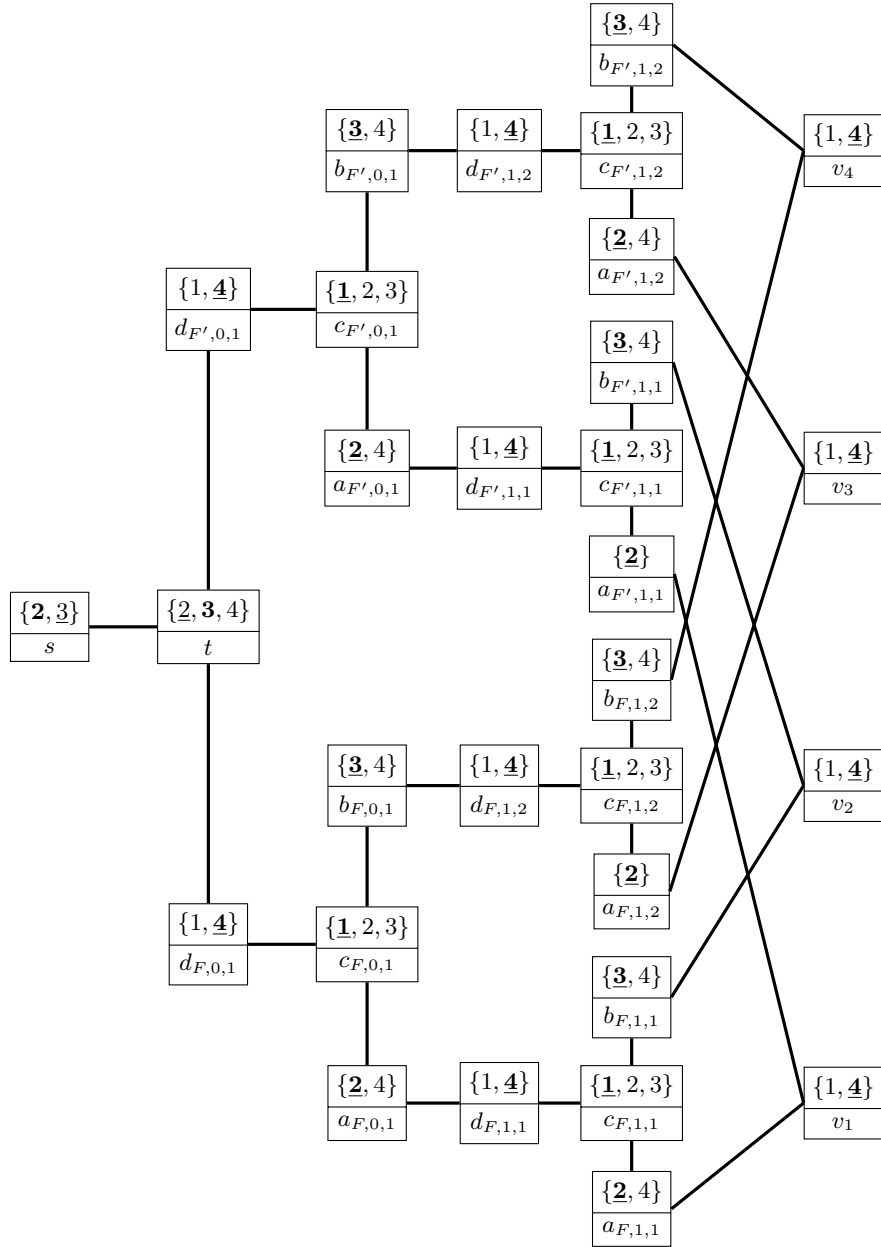 {3, 4}
b_{F′,1,2}
{3, 4}
b_{F′,0,1}
{1, 4}
d_{F′,1,2}
{1, 2, 3}
c_{F′,1,2}
{1, 4}
v_4
{2, 4}
a_{F′,1,2}
{1, 4}
d_{F′,0,1}
{1, 2, 3}
c_{F′,0,1}
{3, 4}
b_{F′,1,1}
{2, 4}
a_{F′,0,1}
{1, 4}
d_{F′,1,1}
{1, 2, 3}
c_{F′,1,1}
{1, 4}
v_3
{2}
a_{F′,1,1}
{2, 3}
s
{2, 3, 4}
t
{3, 4}
b_{F,1,2}
{3, 4}
b_{F,0,1}
{1, 4}
d_{F,1,2}
{1, 2, 3}
c_{F,1,2}
{1, 4}
v_2
{2}
a_{F,1,2}
{1, 4}
d_{F,0,1}
{1, 2, 3}
c_{F,0,1}
{3, 4}
b_{F,1,1}
{2, 4}
a_{F,0,1}
{1, 4}
d_{F,1,1}
{1, 2, 3}
c_{F,1,1}
{1, 4}
v_1
{2, 4}
a_{F,1,1}